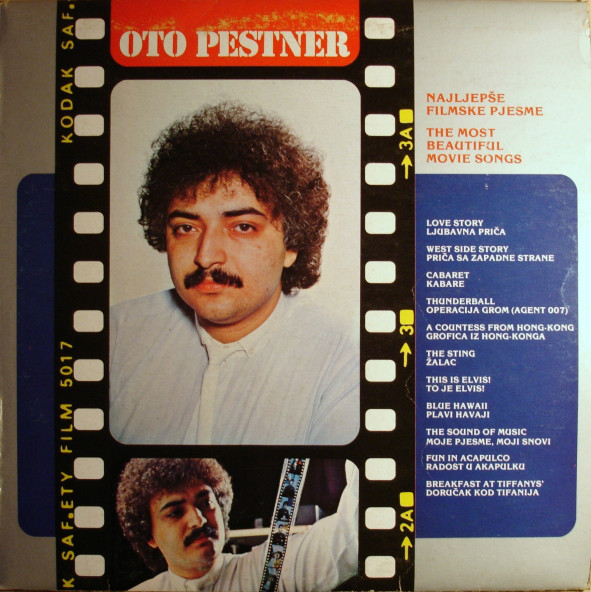 OTO PESTNER
KODAK SAF.
K SAF.ETY FILM 5017
3A
3
2A
NAJLJEPŠE
FILMSKE PJESME
THE MOST
BEAUTIFUL
MOVIE SONGS
LOVE STORY
LJUBAVNA PRIČA
WEST SIDE STORY
PRIČA SA ZAPADNE STRANE
CABARET
KABARE
THUNDERBALL
OPERACIJA GROM (AGENT 007)
A COUNTESS FROM HONG-KONG
GROFICA IZ HONG-KONGA
THE STING
ŽALAC
THIS IS ELVIS!
TO JE ELVIS!
BLUE HAWAII
PLAVI HAVAJI
THE SOUND OF MUSIC
MOJE PJESME, MOJI SNOVI
FUN IN ACAPULCO
RADOST U AKAPULKU
BREAKFAST AT TIFFANYS'
DORUČAK KOD TIFANIJA